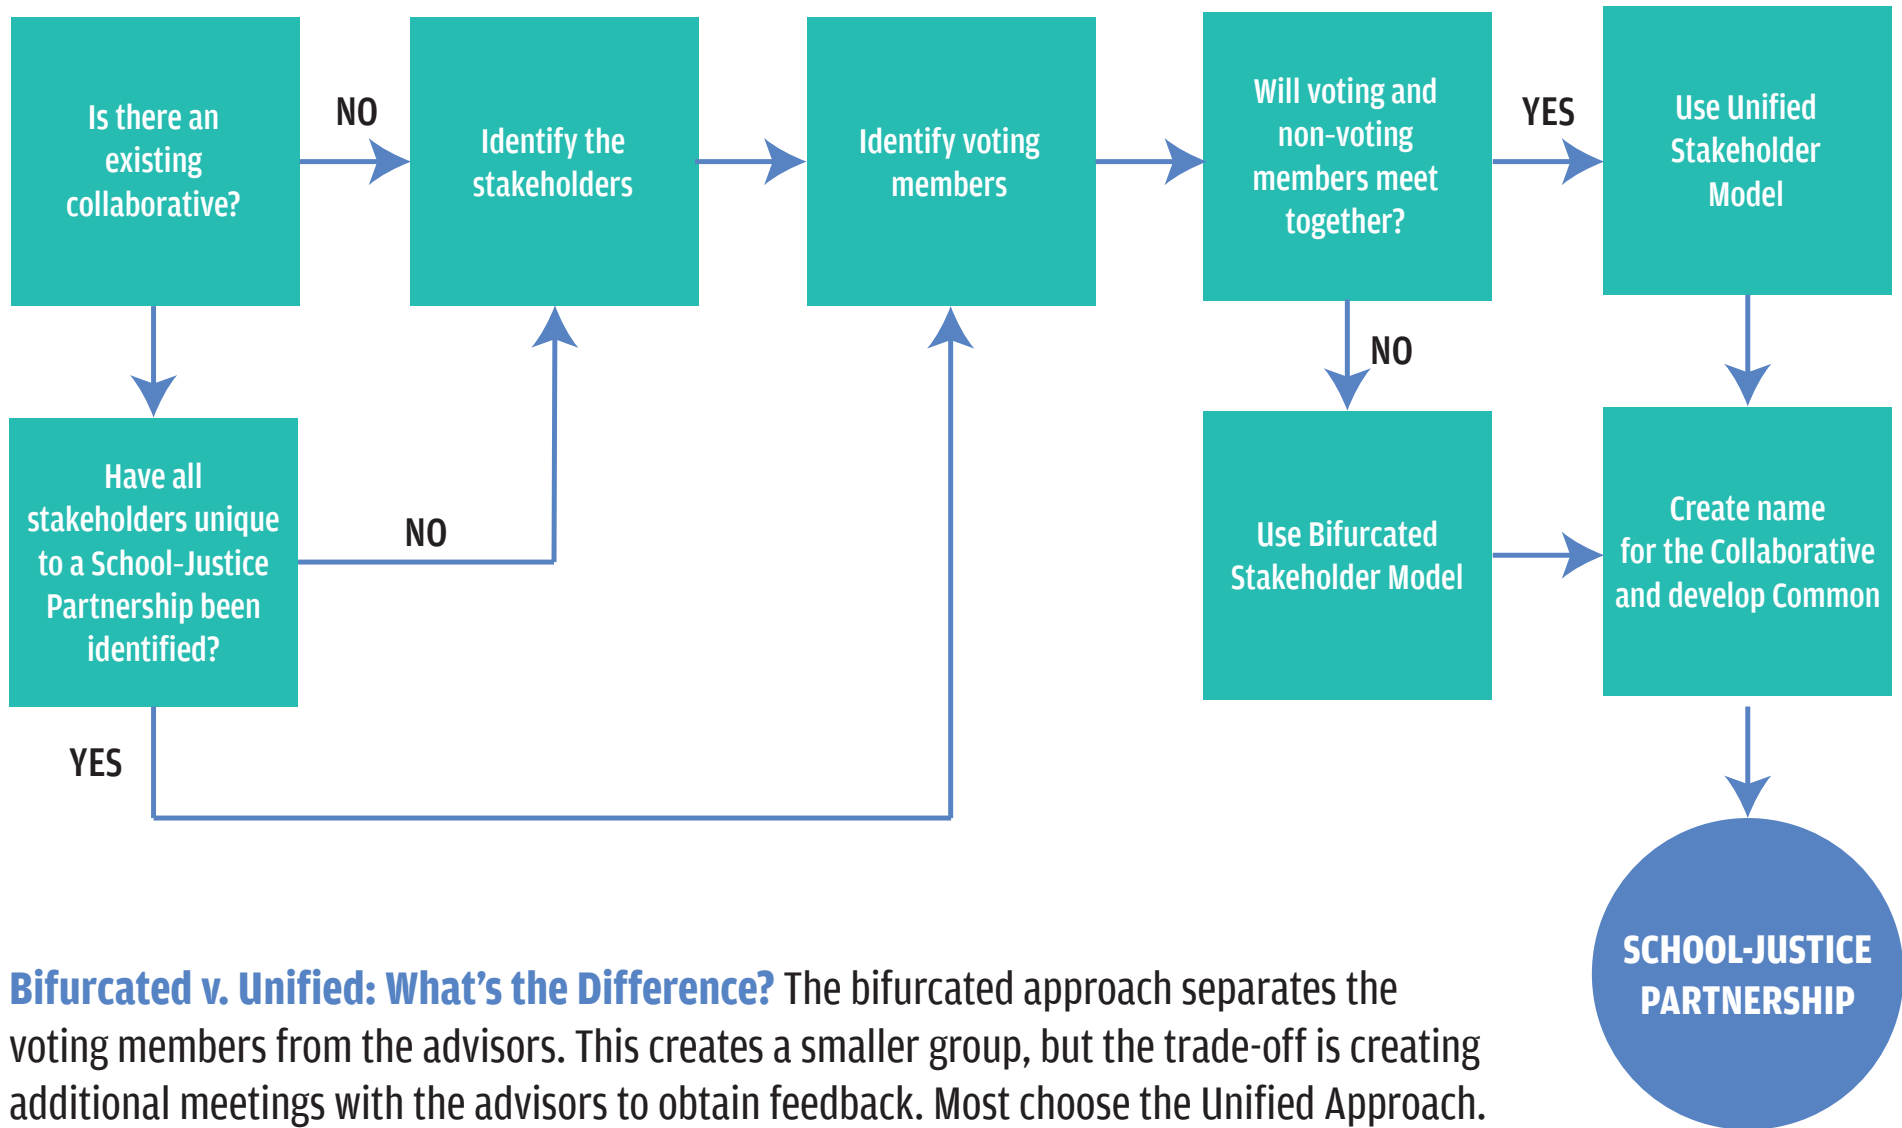 Is there an
existing
collaborative?
NO
Identify the
stakeholders
Identify voting
members
Will voting and
non-voting
members meet
together?
YES
Use Unified
Stakeholder
Model
NO
Have all
stakeholders unique
to a School-Justice
Partnership been
identified?
NO
YES
Use Bifurcated
Stakeholder Model
Create name
for the Collaborative
and develop Common
SCHOOL-JUSTICE
PARTNERSHIP
Bifurcated v. Unified: What's the Difference? The bifurcated approach separates the
voting members from the advisors. This creates a smaller group, but the trade-off is creating
additional meetings with the advisors to obtain feedback. Most choose the Unified Approach.